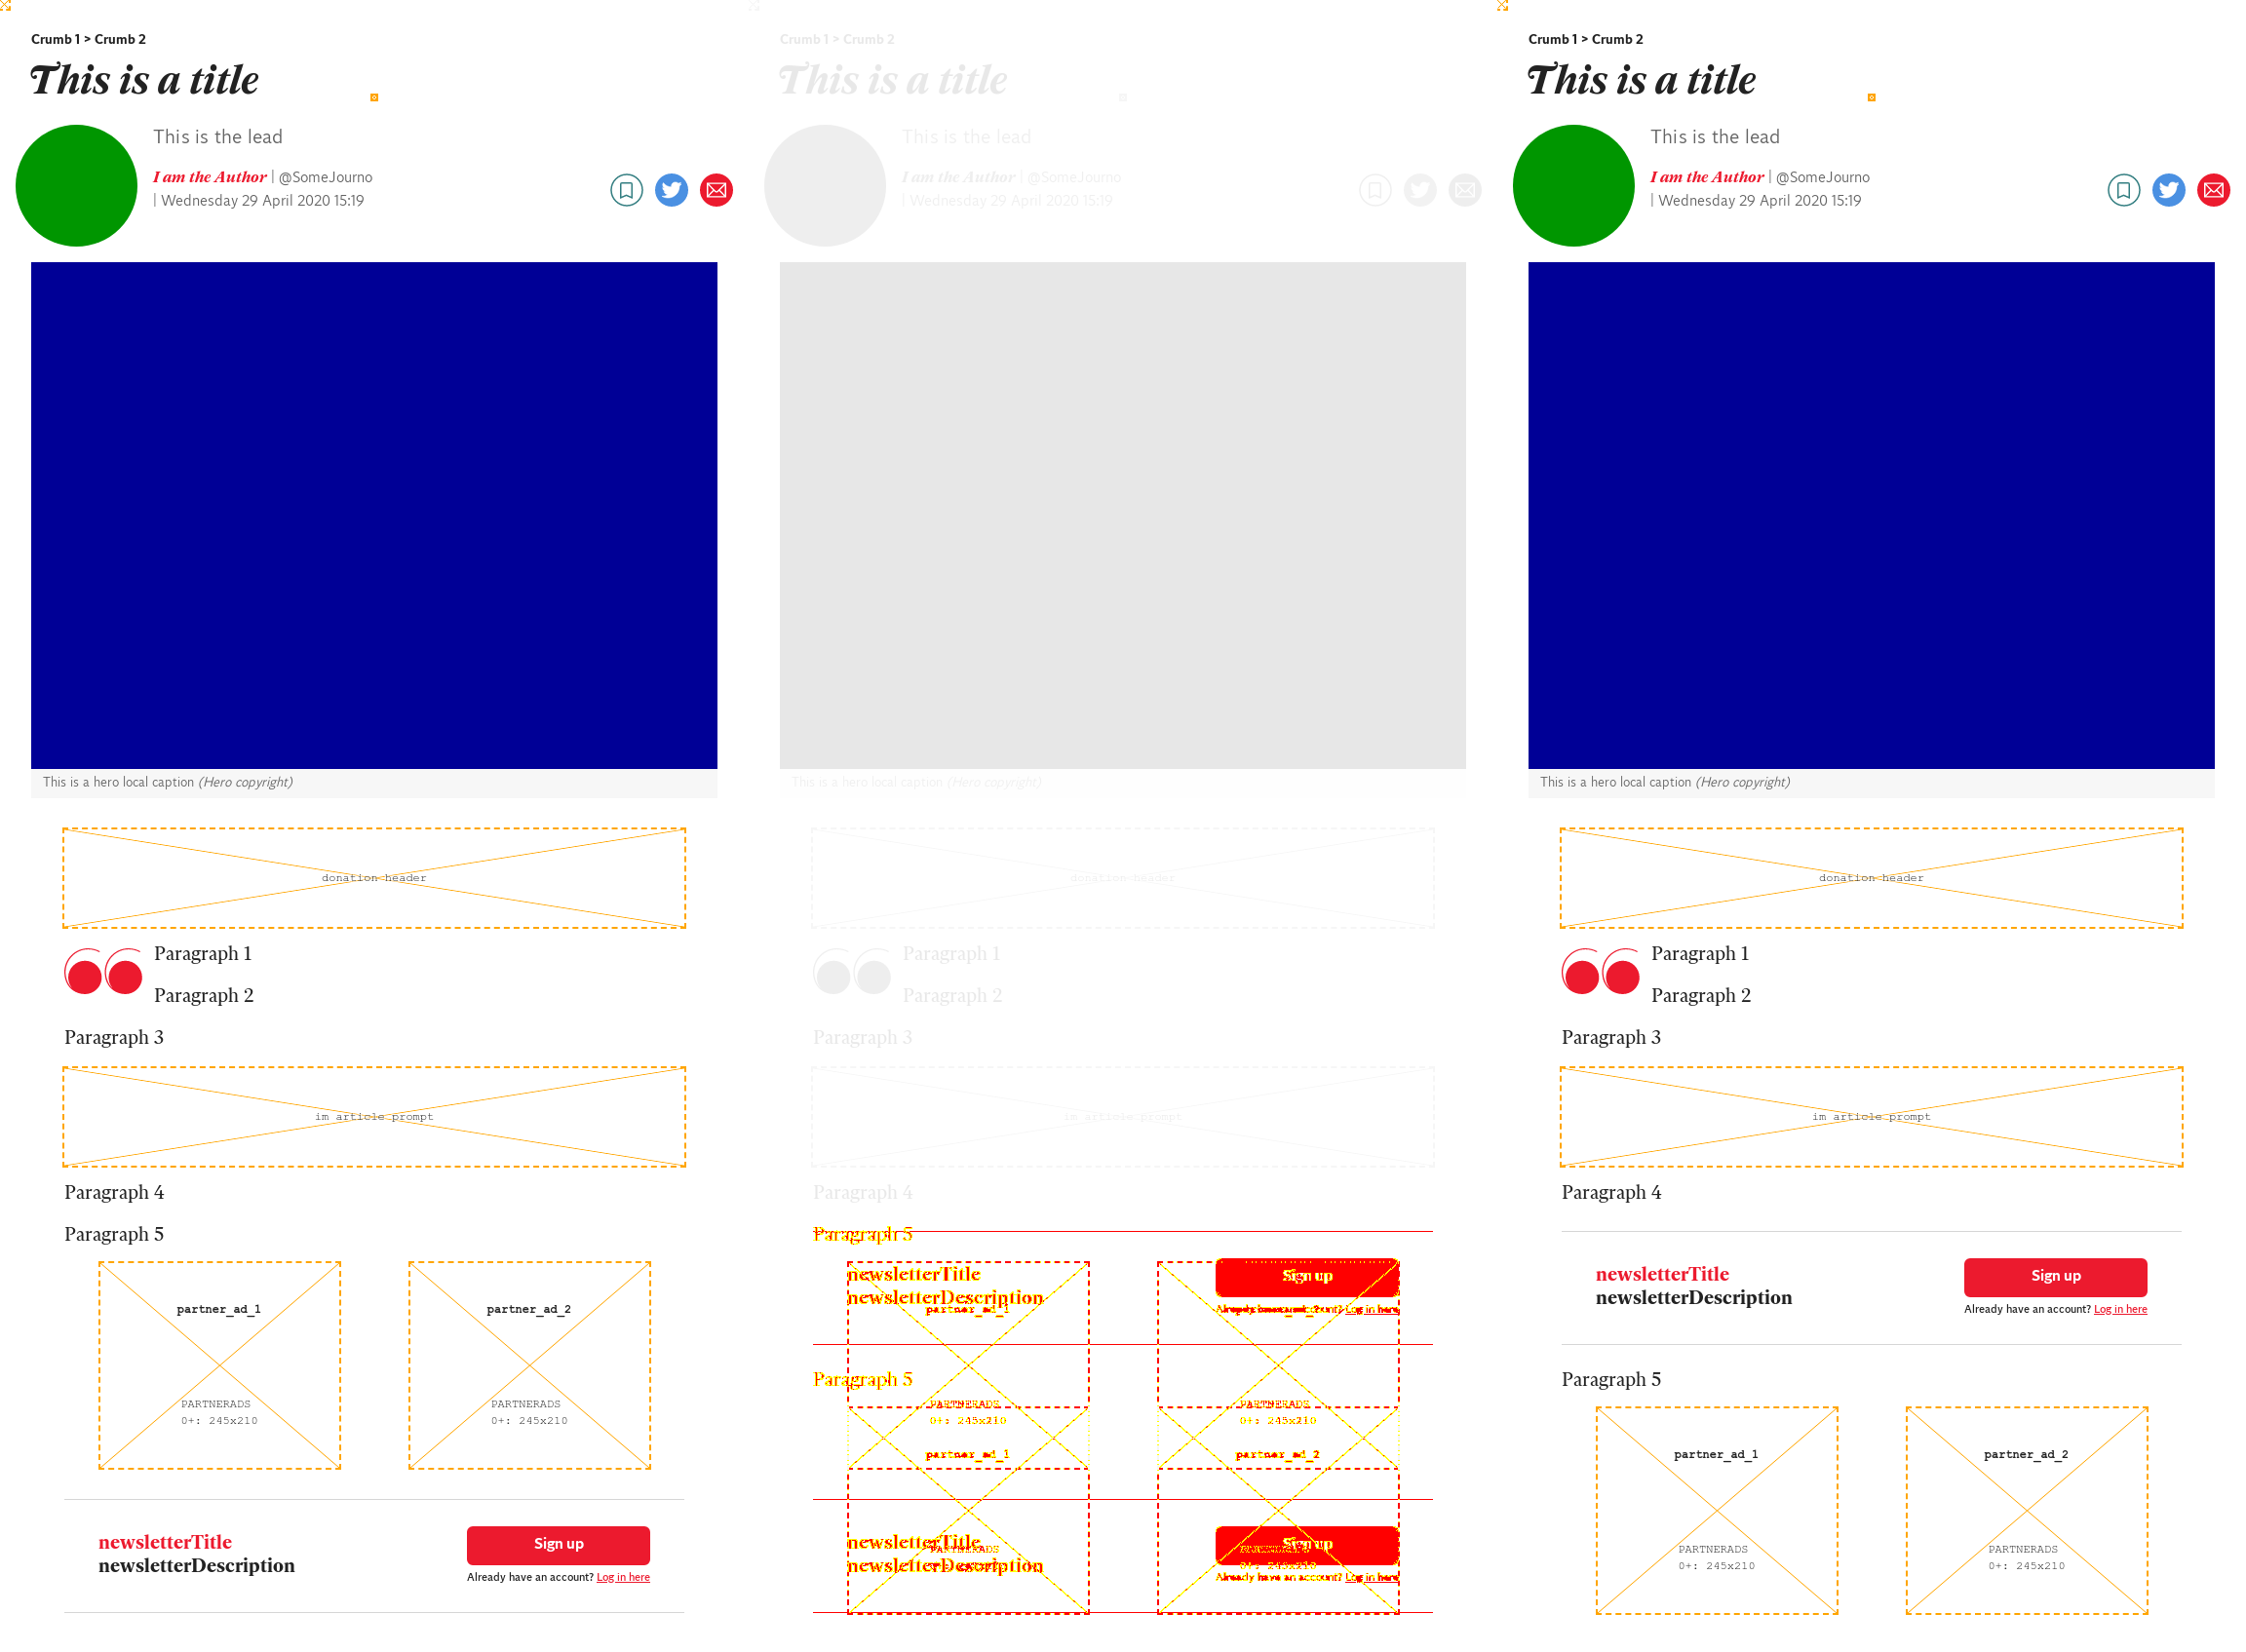 Crumb 1 > Crumb 2
This is a title
This is the lead
I am the Author | @SomeJourno
| Wednesday 29 April 2020 15:19
This is a hero local caption (Hero copyright)
donation header
Paragraph 1
Paragraph 2
Paragraph 3
im article prompt
Paragraph 4
Paragraph 5
partner_ad_1
partner_ad_2
PARTNERADS
0+: 245x210
PARTNERADS
0+: 245x210
newsletterTitle
newsletterDescription
Sign up
Already have an account? Log in here
Crumb 1 > Crumb 2
This is a title
This is the lead
I am the Author | @SomeJourno
| Wednesday 29 April 2020 15:19
This is a hero local caption (Hero copyright)
donation header
Paragraph 1
Paragraph 2
Paragraph 3
im article prompt
Paragraph 4
Paragraph 5
newsletterTitle
newsletterDescription
Sign up
partner_ad_1
Already have an account? Log in here
Paragraph 5
PARTNERADS
0+: 245x210
PARTNERADS
0+: 245x210
partner_ad_1
partner_ad_2
newsletterTitle
newsletterDescription
Sign up
PARTNERADS
Already have an account? Log in here
Crumb 1 > Crumb 2
This is a title
This is the lead
I am the Author | @SomeJourno
| Wednesday 29 April 2020 15:19
This is a hero local caption (Hero copyright)
donation header
Paragraph 1
Paragraph 2
Paragraph 3
im article prompt
Paragraph 4
newsletterTitle
newsletterDescription
Sign up
Already have an account? Log in here
Paragraph 5
partner_ad_1
partner_ad_2
PARTNERADS
0+: 245x210
PARTNERADS
0+: 245x210